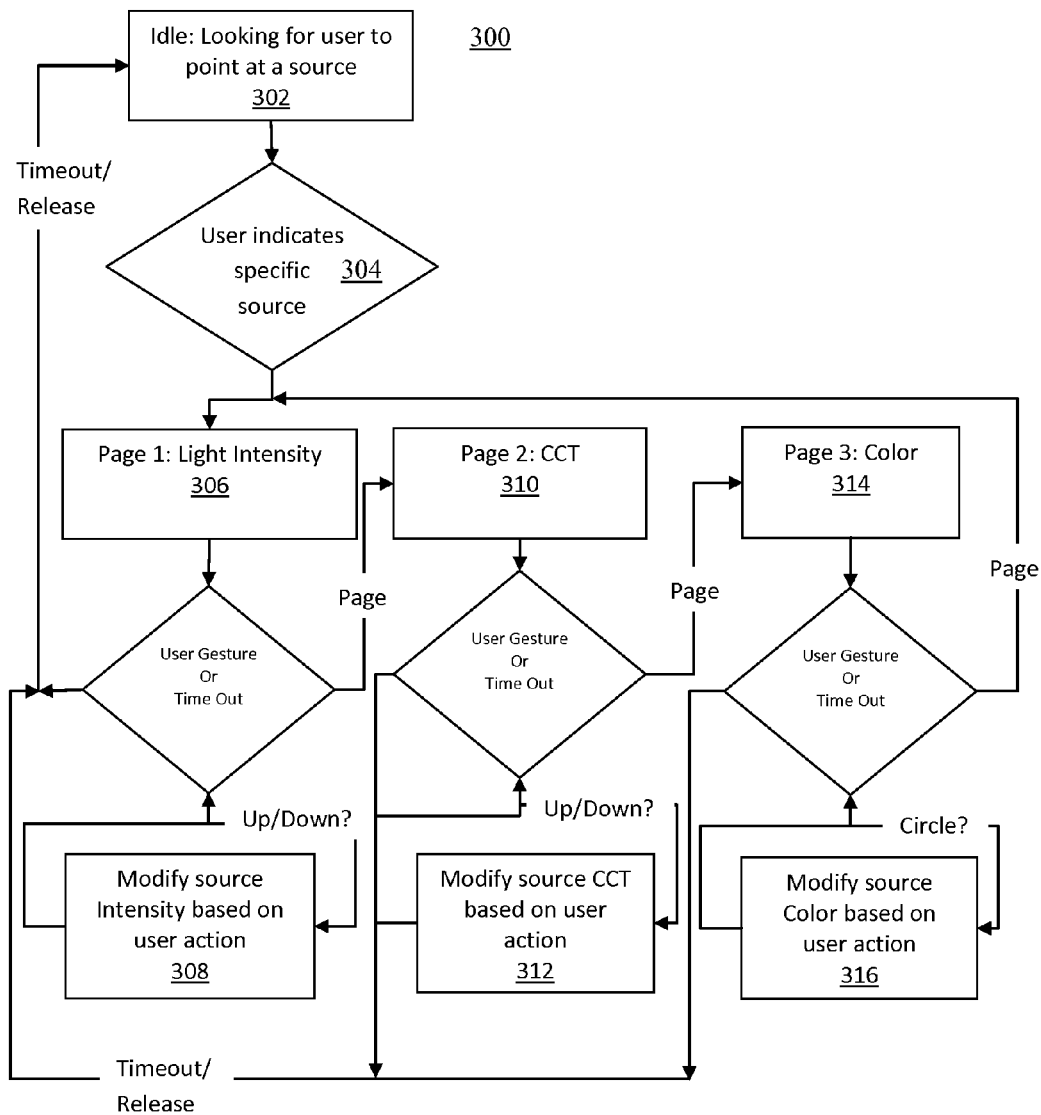 Idle: Looking for user to
point at a source
302
300
Timeout/
Release
User indicates
specific 304
source
Page 1: Light Intensity
306
Page 2: CCT
310
Page 3: Color
314
Page
Page
Page
User Gesture
Or
Time Out
User Gesture
Or
Time Out
User Gesture
Or
Time Out
Up/Down?
Up/Down?
Circle?
Modify source
Intensity based on
user action
308
Modify source CCT
based on user
action
312
Modify source
Color based on
user action
316
Timeout/
Release